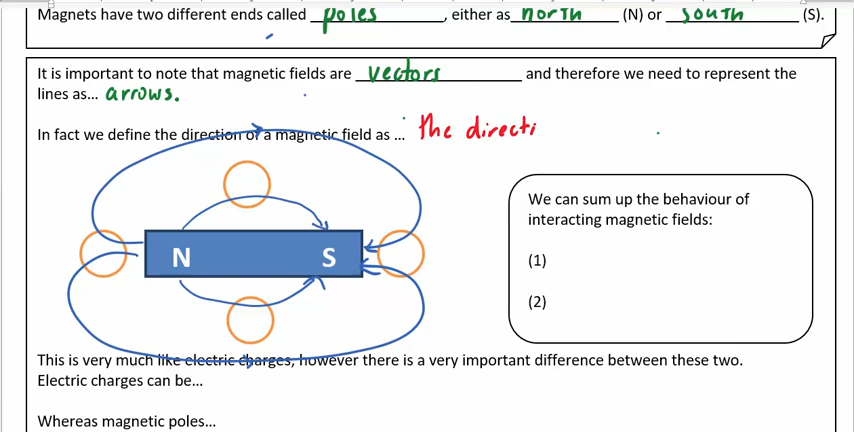 Magnets have two different ends called poles, either as north (N) or south (S).
It is important to note that magnetic fields are vectors and therefore we need to represent the
lines as... arrows.
In fact we define the direction of a magnetic field as ... the directi
N S
We can sum up the behaviour of
interacting magnetic fields:
(1)
(2)
This is very much like electric charges, however there is a very important difference between these two.
Electric charges can be...
Whereas magnetic poles...